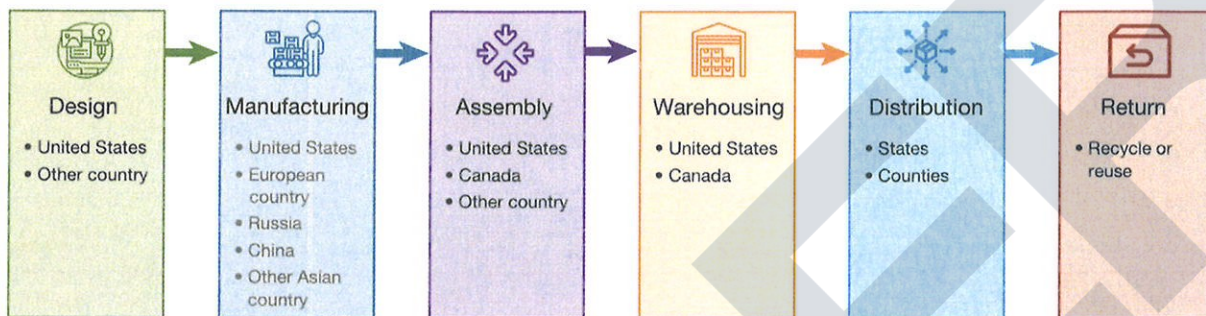 Design
• United States
• Other country
Manufacturing
• United States
• European
country
• Russia
• China
• Other Asian
country
Assembly
• United States
• Canada
• Other country
Warehousing
• United States
• Canada
Distribution
• States
• Counties
Return
• Recycle or
reuse